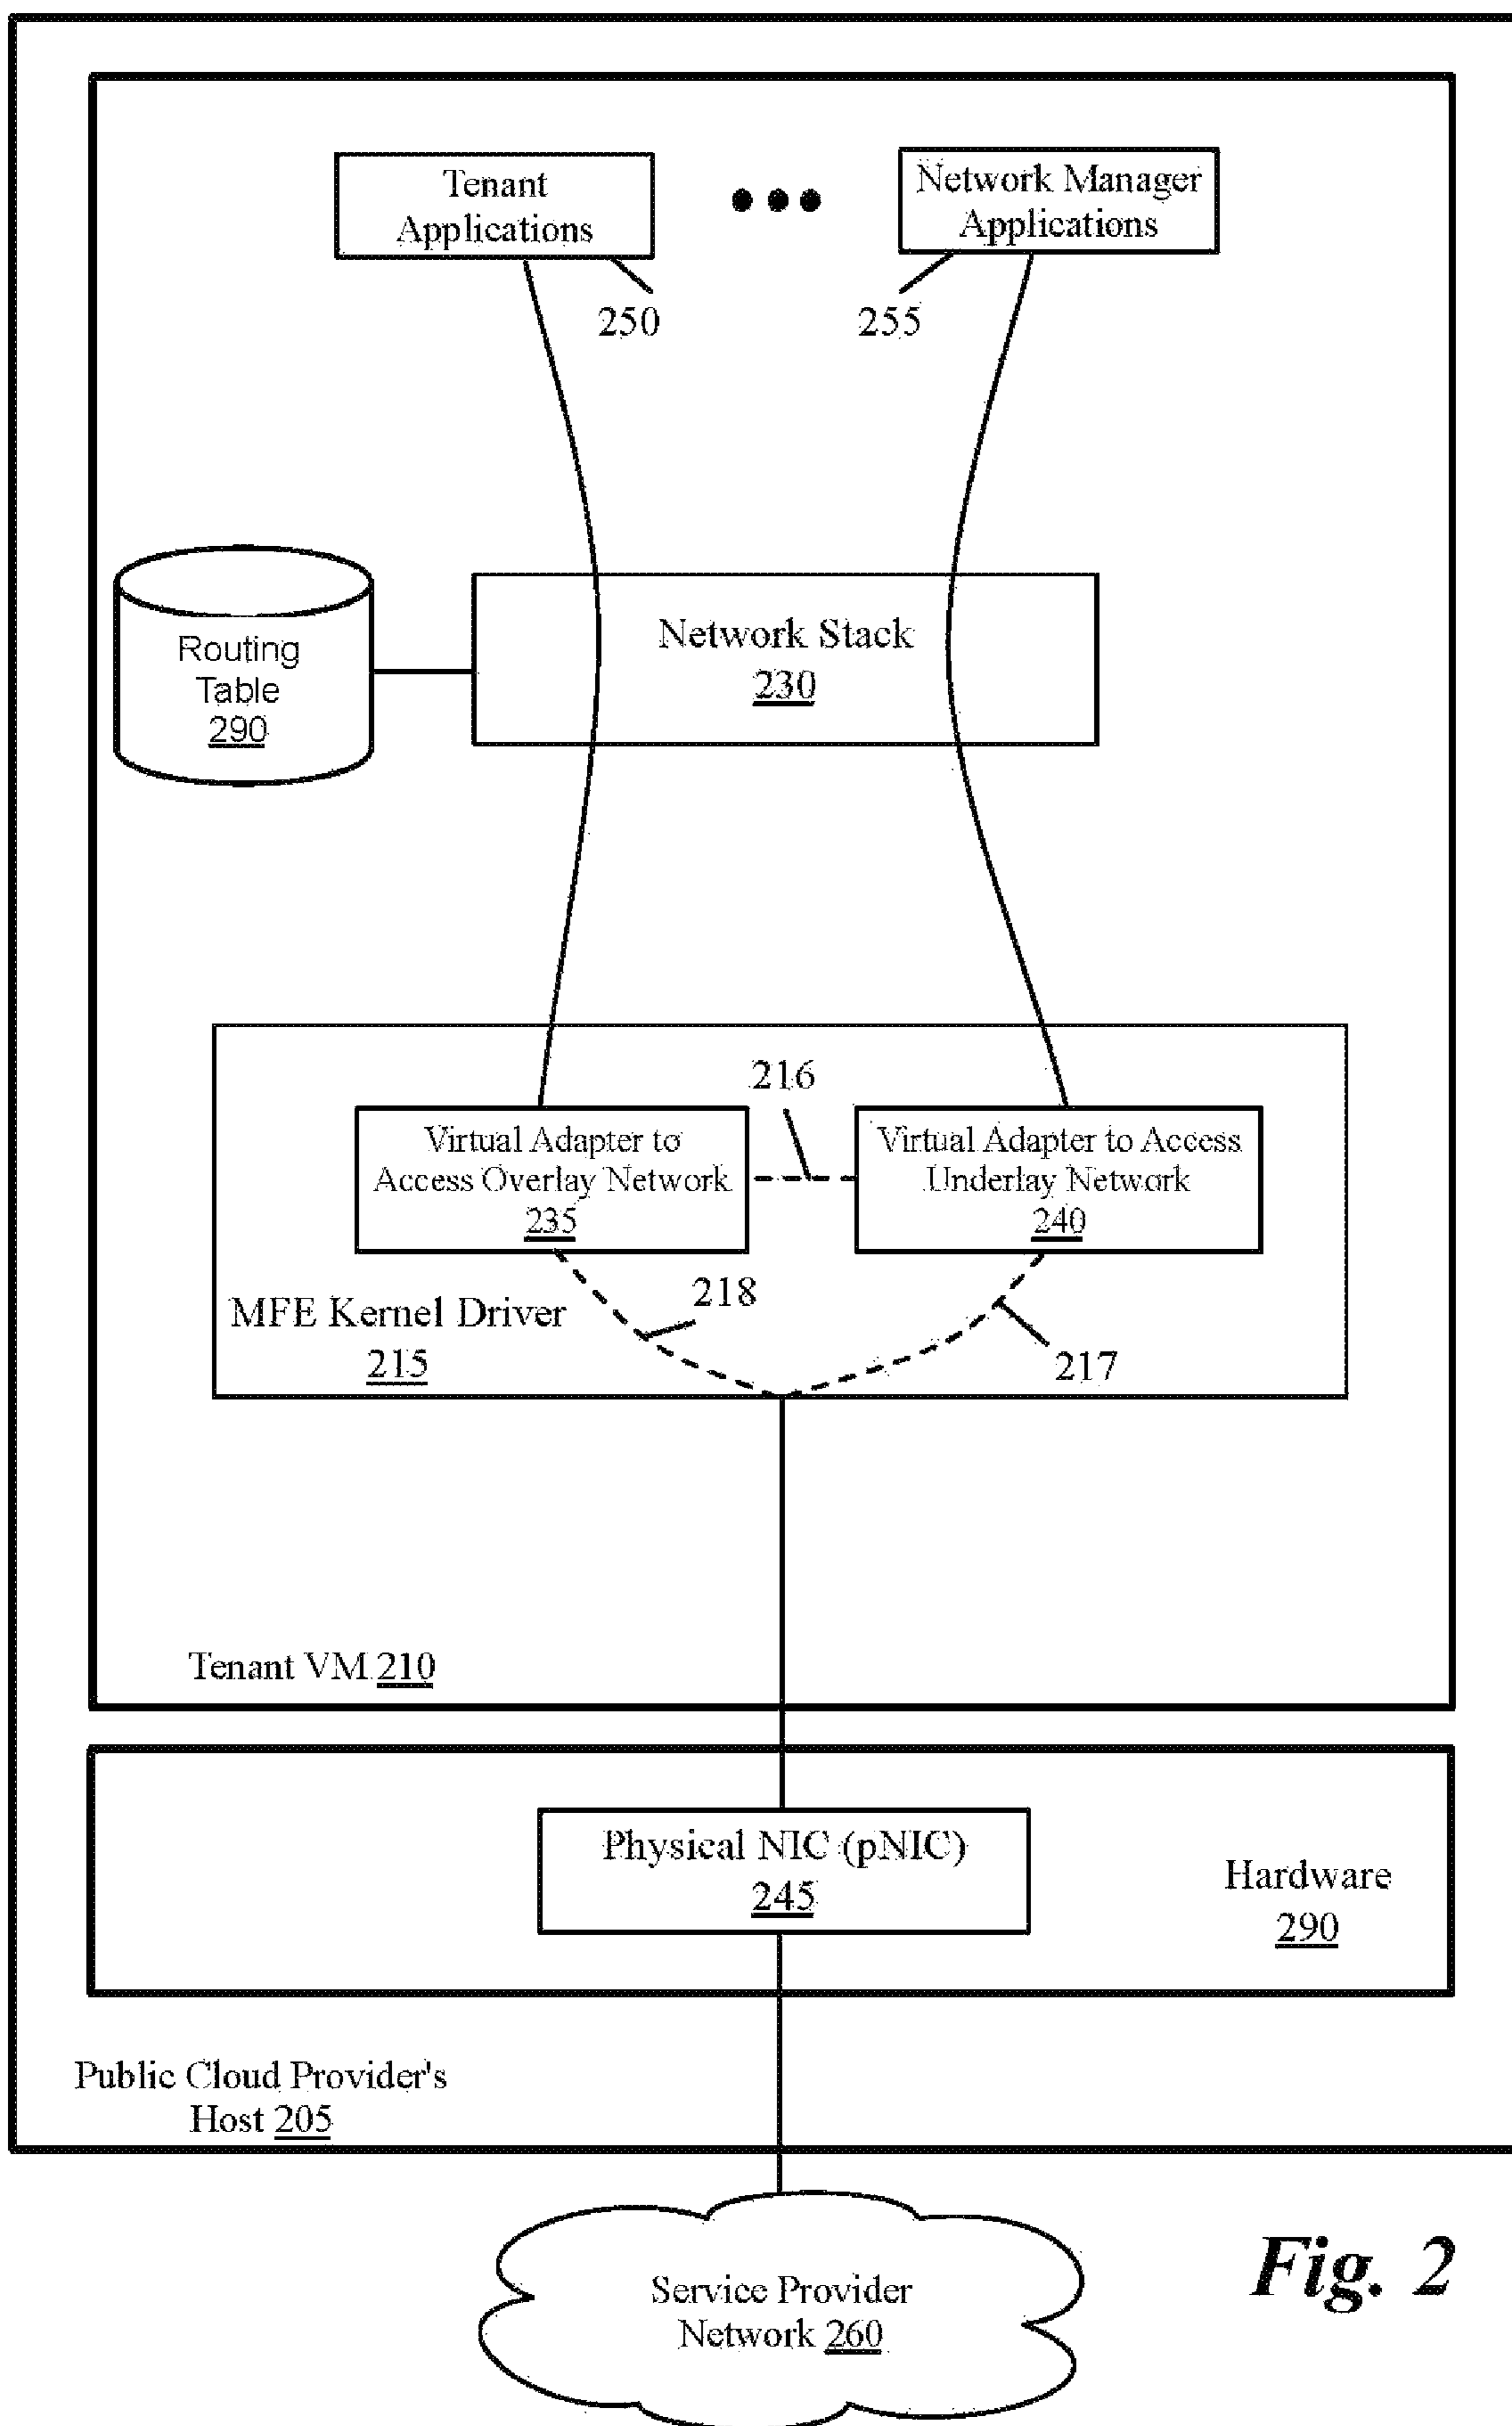 Tenant
Applications
Network Manager
Applications
250
255
Routing
Table
290
Network Stack
230
216
Virtual Adapter to
Access Overlay Network
235
Virtual Adapter to Access
Underlay Network
240
218
MFE Kernel Driver
215
217
Tenant VM 210
Physical NIC (pNIC)
245
Hardware
290
Public Cloud Provider's
Host 205
Service Provider
Network 260
Fig. 2